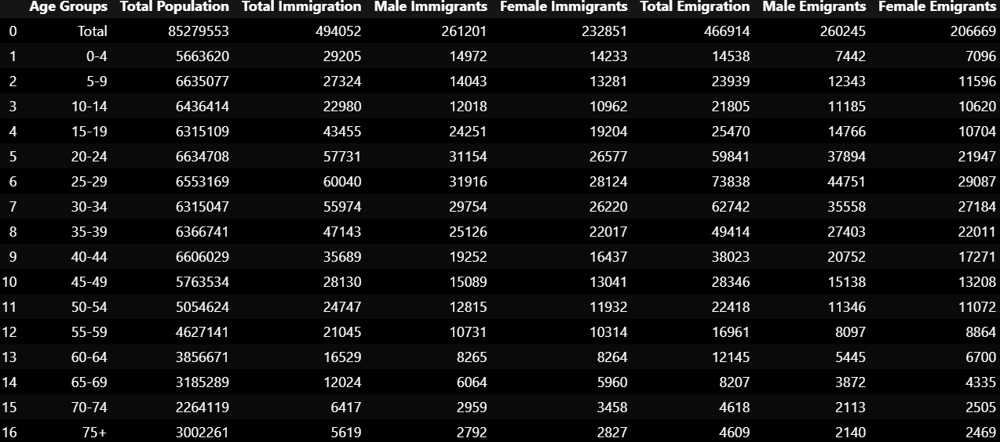 Age Groups Total Population Total Immigration Male Immigrants Female Immigrants Total Emigration Male Emigrants Female Emigrants
0 Total 85279553 494052 261201 232851 466914 260245 206669
1 0-4 5663620 29205 14972 14233 14538 7442 7096
2 5-9 6635077 27324 14043 13281 23939 12343 11596
3 10-14 6436414 22980 12018 10962 21805 11185 10620
4 15-19 6315109 43455 24251 19204 25470 14766 10704
5 20-24 6634708 57731 31154 26577 59841 37894 21947
6 25-29 6553169 60040 31916 28124 73838 44751 29087
7 30-34 6315047 55974 29754 26220 62742 35558 27184
8 35-39 6366741 47143 25126 22017 49414 27403 22011
9 40-44 6606029 35689 19252 16437 38023 20752 17271
10 45-49 5763534 28130 15089 13041 28346 15138 13208
11 50-54 5054624 24747 12815 11932 22418 11346 11072
12 55-59 4627141 21045 10731 10314 16961 8097 8864
13 60-64 3856671 16529 8265 8264 12145 5445 6700
14 65-69 3185289 12024 6064 5960 8207 3872 4335
15 70-74 2264119 6417 2959 3458 4618 2113 2505
16 75+ 3002261 5619 2792 2827 4609 2140 2469